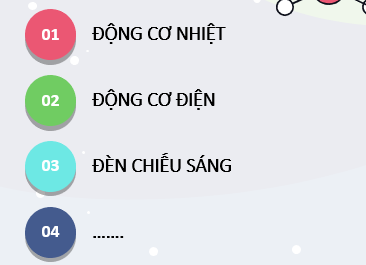 01 ĐỘNG CƠ NHIỆT
02 ĐỘNG CƠ ĐIỆN
03 ĐÈN CHIẾU SÁNG
04 .......